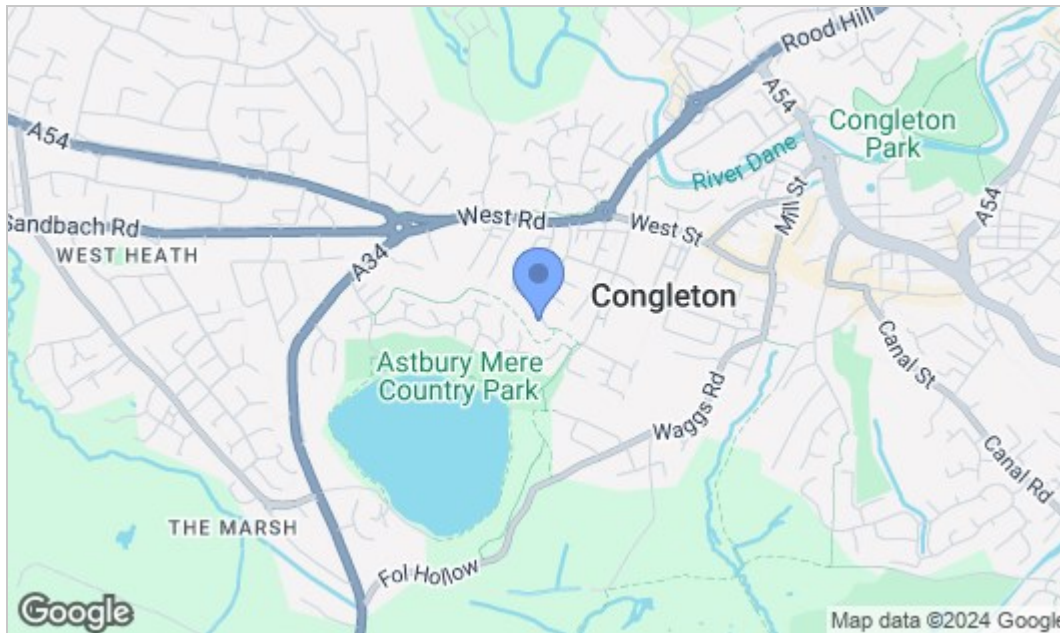 Rood Hill
A54
A54
Congleton
Park
River Dane
A54
Mill St
Sandbach Rd
West Rd
West St
WEST HEATH
A34
Congleton
Canal St
Astbury Mere
Country Park
Waggs Rd
Canal Rd
THE MARSH
Fol Hollow
Google
Map data ©2024 Google